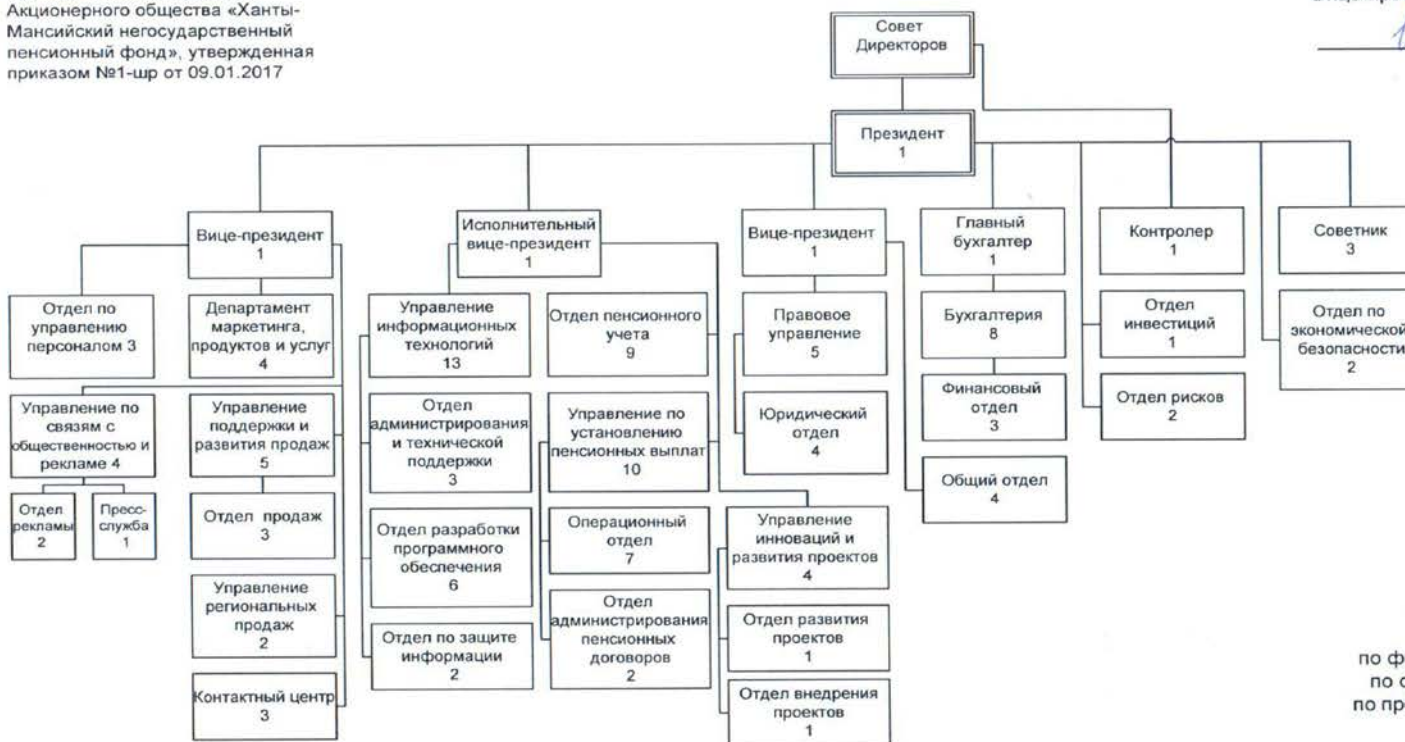 Акционерного общества «Ханты-
Мансийский негосударственный
пенсионный фонд», утвержденная
приказом №1-шр от 09.01.2017
Совет
Директоров
Президент
1
Вице-президент
1
Исполнительный
вице-президент
1
Вице-президент
1
Главный
бухгалтер
1
Контролер
1
Советник
3
Отдел по
управлению
персоналом 3
Департамент
маркетинга,
продуктов и услуг
4
Управление
информационных
технологий
13
Отдел пенсионного
учета
9
Правовое
управление
5
Бухгалтерия
8
Отдел
инвестиций
1
Отдел по
экономической
безопасности
2
Управление по
связям с
общественностью и
рекламе 4
Управление
поддержки и
развития продаж
5
Отдел
администрирования
и технической
поддержки
3
Управление по
установлению
пенсионных выплат
10
Юридический
отдел
4
Финансовый
отдел
3
Отдел рисков
2
Общий отдел
4
Отдел
рекламы
2
Пресс-
служба
1
Отдел продаж
3
Отдел разработки
программного
обеспечения
6
Операционный
отдел
7
Управление
инноваций и
развития проектов
4
Управление
региональных
продаж
2
Отдел по защите
информации
2
Отдел
администрирования
пенсионных
договоров
2
Отдел развития
проектов
1
Контактный центр
3
Отдел внедрения
проектов
1
по ф
по
по пр